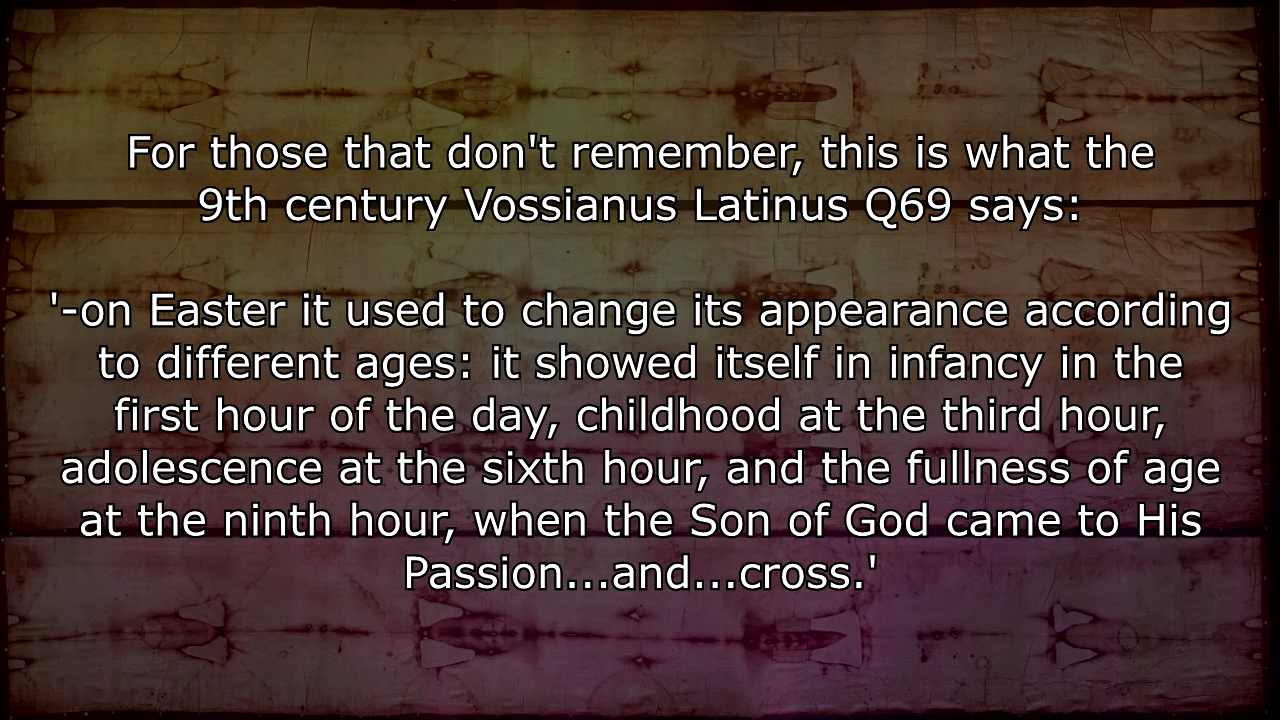 For those that don't remember, this is what the
9th century Vossianus Latinus Q69 says:
'-on Easter it used to change its appearance according
to different ages: it showed itself in infancy in the
first hour of the day, childhood at the third hour,
adolescence at the sixth hour, and the fullness of age
at the ninth hour, when the Son of God came to His
Passion...and...cross.'